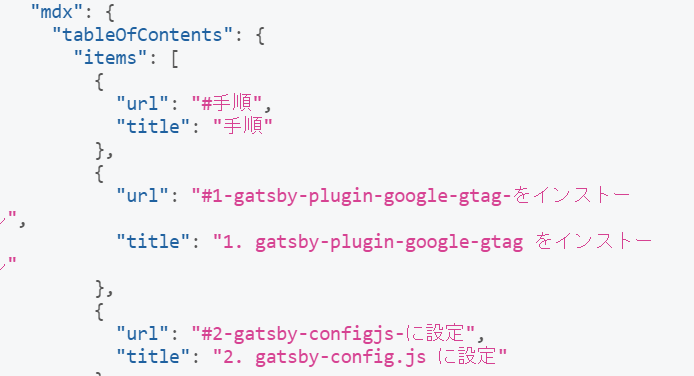 "mdx": {
"tableOfContents": {
"items": [
{
"url": "#手順",
"title": "手順"
},
{
"url": "#1-gatsby-plugin-google-gtag-をインストー
ル",
"title": "1. gatsby-plugin-google-gtag をインストー
ル"
},
{
"url": "#2-gatsby-configjs-に設定",
"title": "2. gatsby-config.js に設定"
}